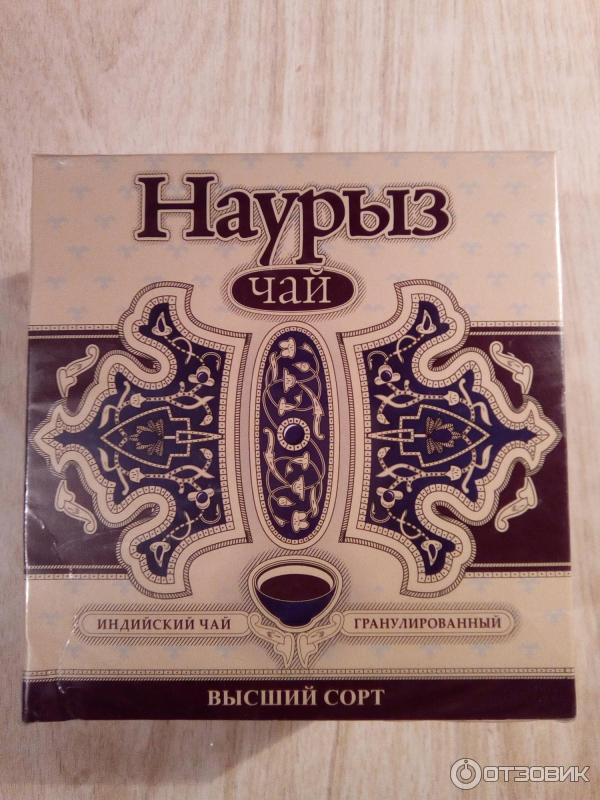 Наурыз
чай
ИНДИЙСКИЙ ЧАЙ ГРАНУЛИРОВАННЫЙ
ВЫСШИЙ СОРТ
ОТЗОВИК